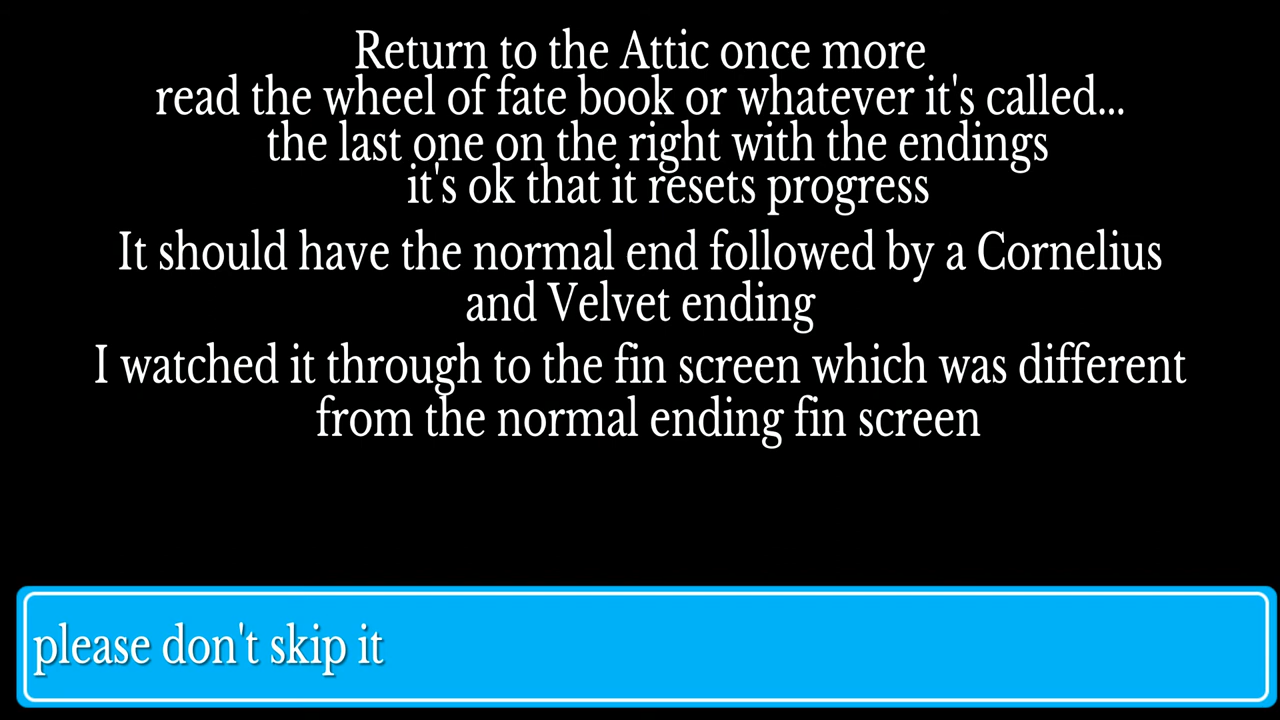 Return to the Attic once more
read the wheel of fate book or whatever it's called...
the last one on the right with the endings
it's ok that it resets progress
It should have the normal end followed by a Cornelius
and Velvet ending
I watched it through to the fin screen which was different
from the normal ending fin screen
please don't skip it